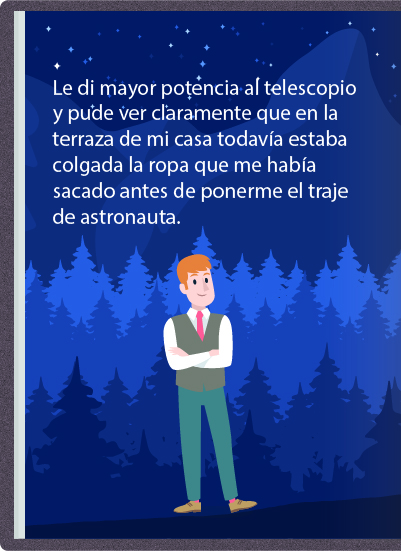 Le di mayor potencia al telescopio
y pude ver claramente que en la
terraza de mi casa todavía estaba
colgada la ropa que me había
sacado antes de ponerme el traje
de astronauta.